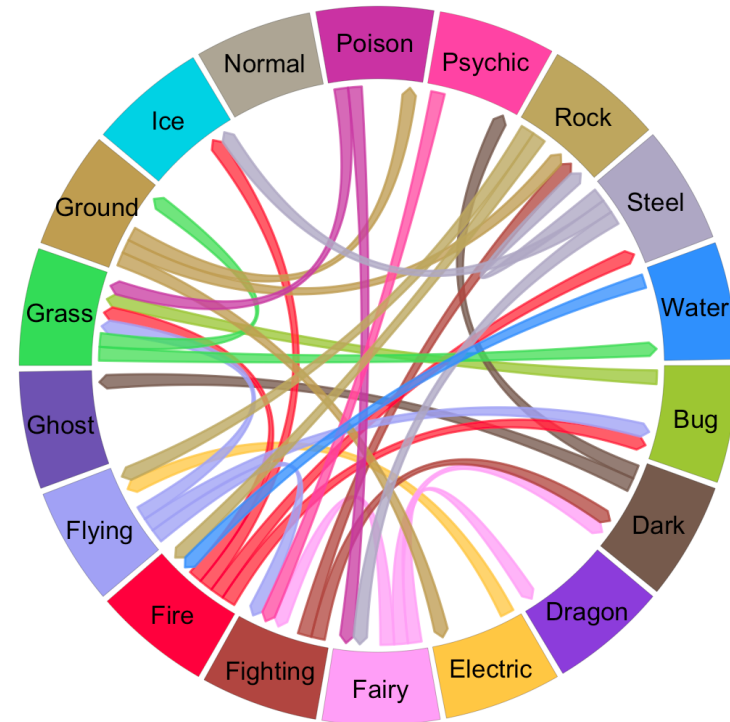 Poison
Psychic
Rock
Steel
Water
Bug
Dark
Dragon
Electric
Fairy
Fighting
Fire
Flying
Ghost
Grass
Ground
Ice
Normal